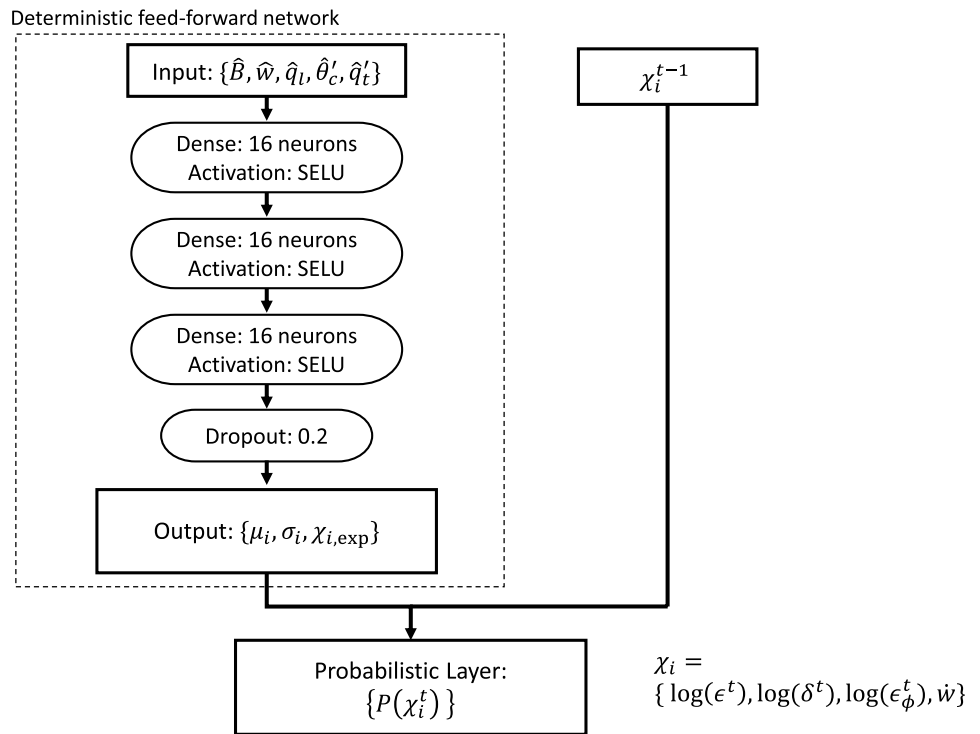 Deterministic feed-forward network
Input: {B̂, ŵ, q̂_l, θ̂′_c, q̂′_t}
χ_i^{t−1}
Dense: 16 neurons
Activation: SELU
Dense: 16 neurons
Activation: SELU
Dense: 16 neurons
Activation: SELU
Dropout: 0.2
Output: {μ_i, σ_i, χ_{i,exp}}
Probabilistic Layer:
{P(χ_i^t) }
χ_i =
{ log(ϵ^t), log(δ^t), log(ϵ_ϕ^t), ẇ}